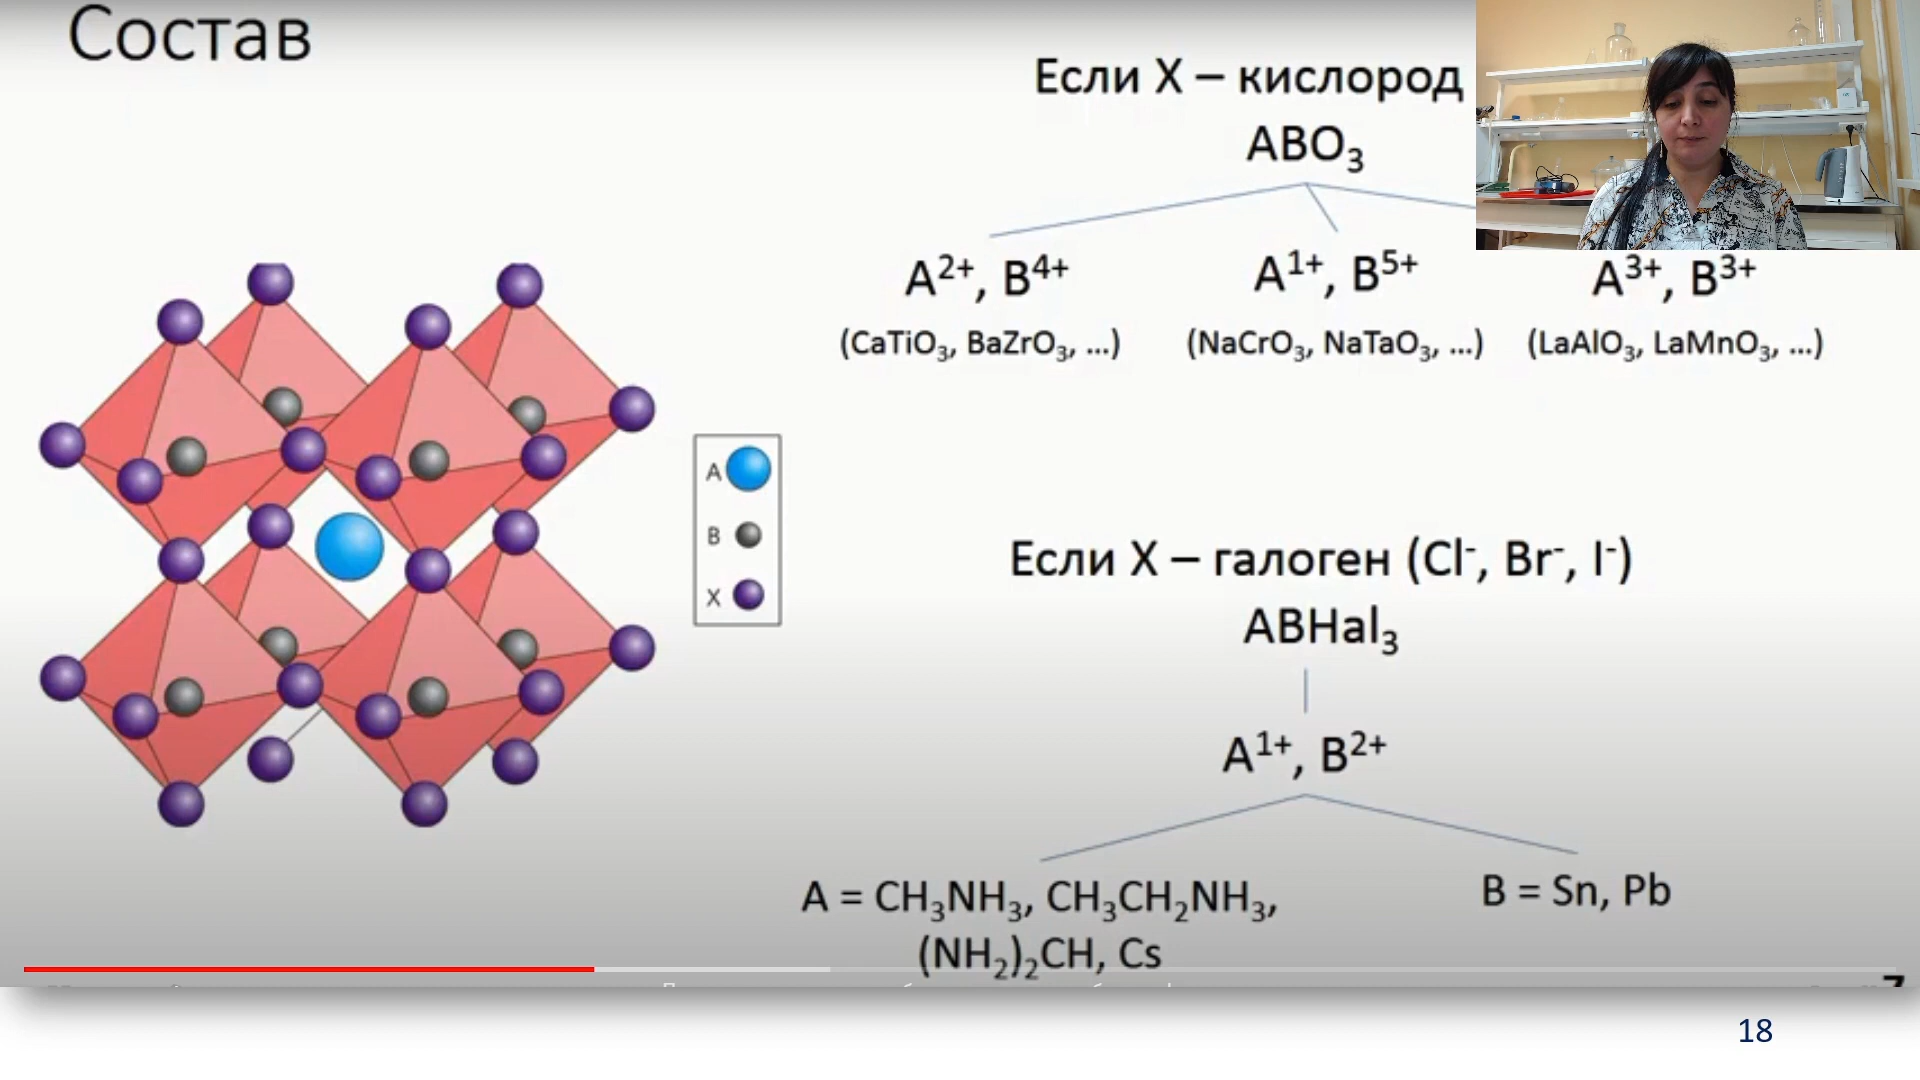 Состав
Если X – кислород
ABO₃
A²⁺, B⁴⁺
A¹⁺, B⁵⁺
A³⁺, B³⁺
(CaTiO₃, BaZrO₃, ...)
(NaCrO₃, NaTaO₃, ...)
(LaAlO₃, LaMnO₃, ...)
A
B
X
Если X – галоген (Cl⁻, Br⁻, I⁻)
ABHal₃
A¹⁺, B²⁺
A = CH₃NH₃, CH₃CH₂NH₃,
(NH₂)₂CH, Cs
B = Sn, Pb
18